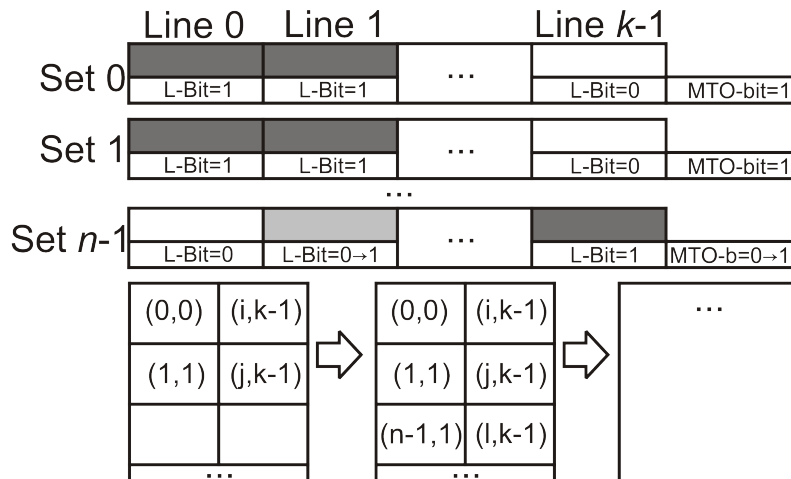 Line 0 Line 1 Line k-1
Set 0 ...
L-Bit=1 L-Bit=1 L-Bit=0 MTO-bit=1
Set 1 ...
L-Bit=1 L-Bit=1 L-Bit=0 MTO-bit=1
...
Set n-1 ...
L-Bit=0 L-Bit=0→1 L-Bit=1 MTO-b=0→1
(0,0) (i,k-1) (0,0) (i,k-1) ...
(1,1) (j,k-1) (1,1) (j,k-1)
(n-1,1) (l,k-1)
... ...